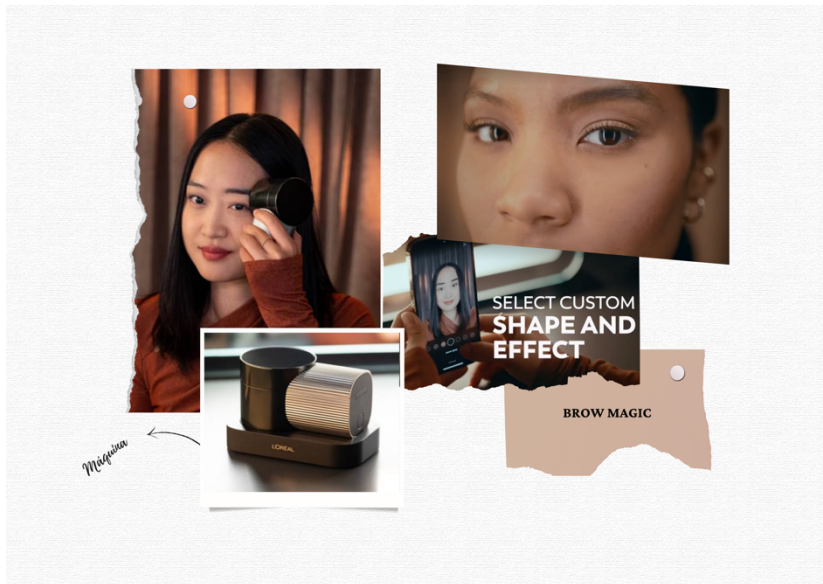 SELECT CUSTOM
SHAPE AND
EFFECT
BROW MAGIC
L'ORÉAL
Máquina